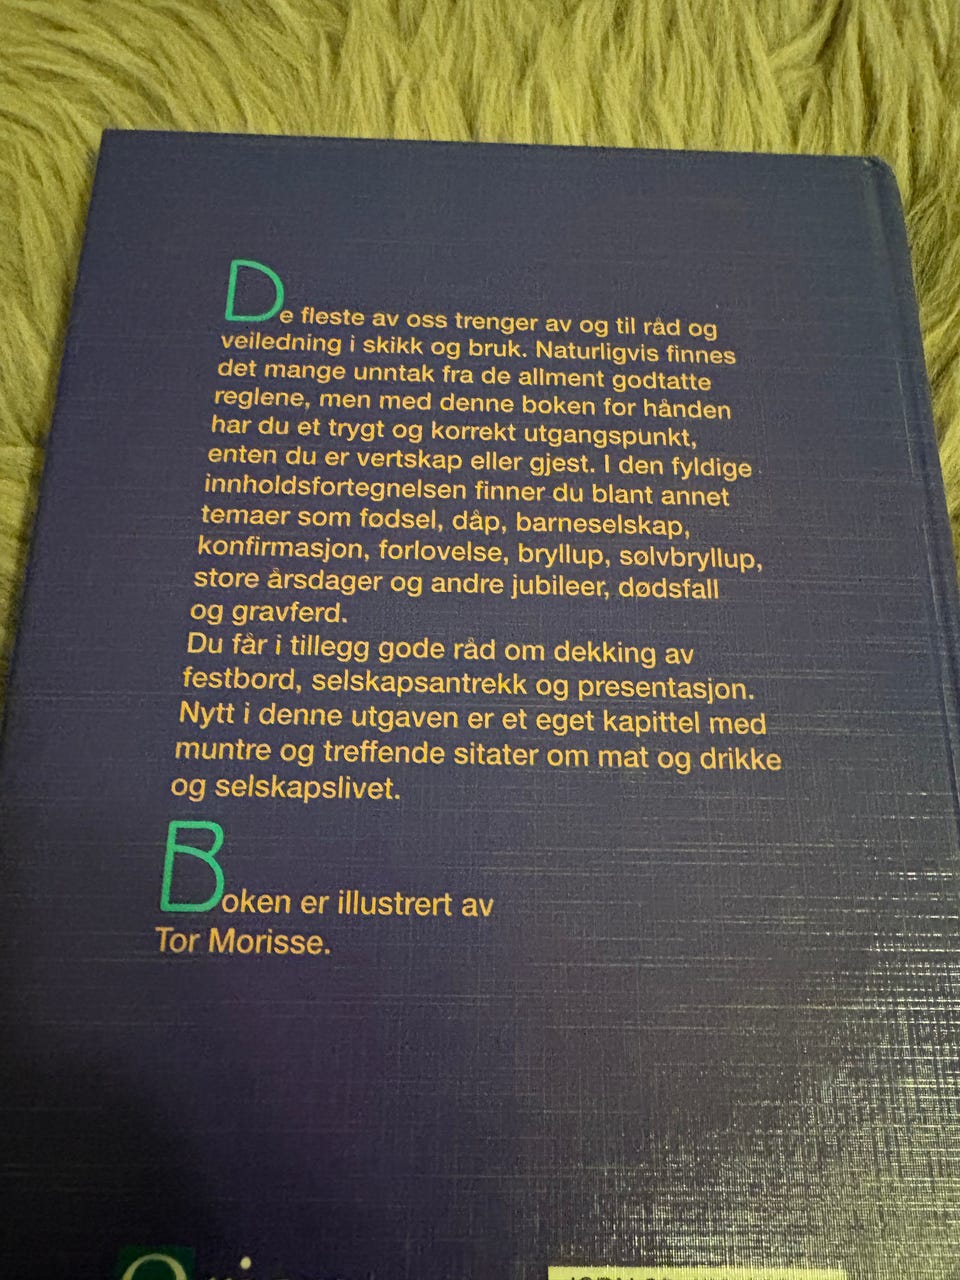 De fleste av oss trenger av og til råd og
veiledning i skikk og bruk. Naturligvis finnes
det mange unntak fra de allment godtatte
reglene, men med denne boken for hånden
har du et trygt og korrekt utgangspunkt,
enten du er vertskap eller gjest. I den fyldige
innholdsfortegnelsen finner du blant annet
temaer som fødsel, dåp, barneselskap,
konfirmasjon, forlovelse, bryllup, sølvbryllup,
store årsdager og andre jubileer, dødsfall
og gravferd.
Du får i tillegg gode råd om dekking av
festbord, selskapsantrekk og presentasjon.
Nytt i denne utgaven er et eget kapittel med
muntre og treffende sitater om mat og drikke
og selskapslivet.
Boken er illustrert av
Tor Morisse.